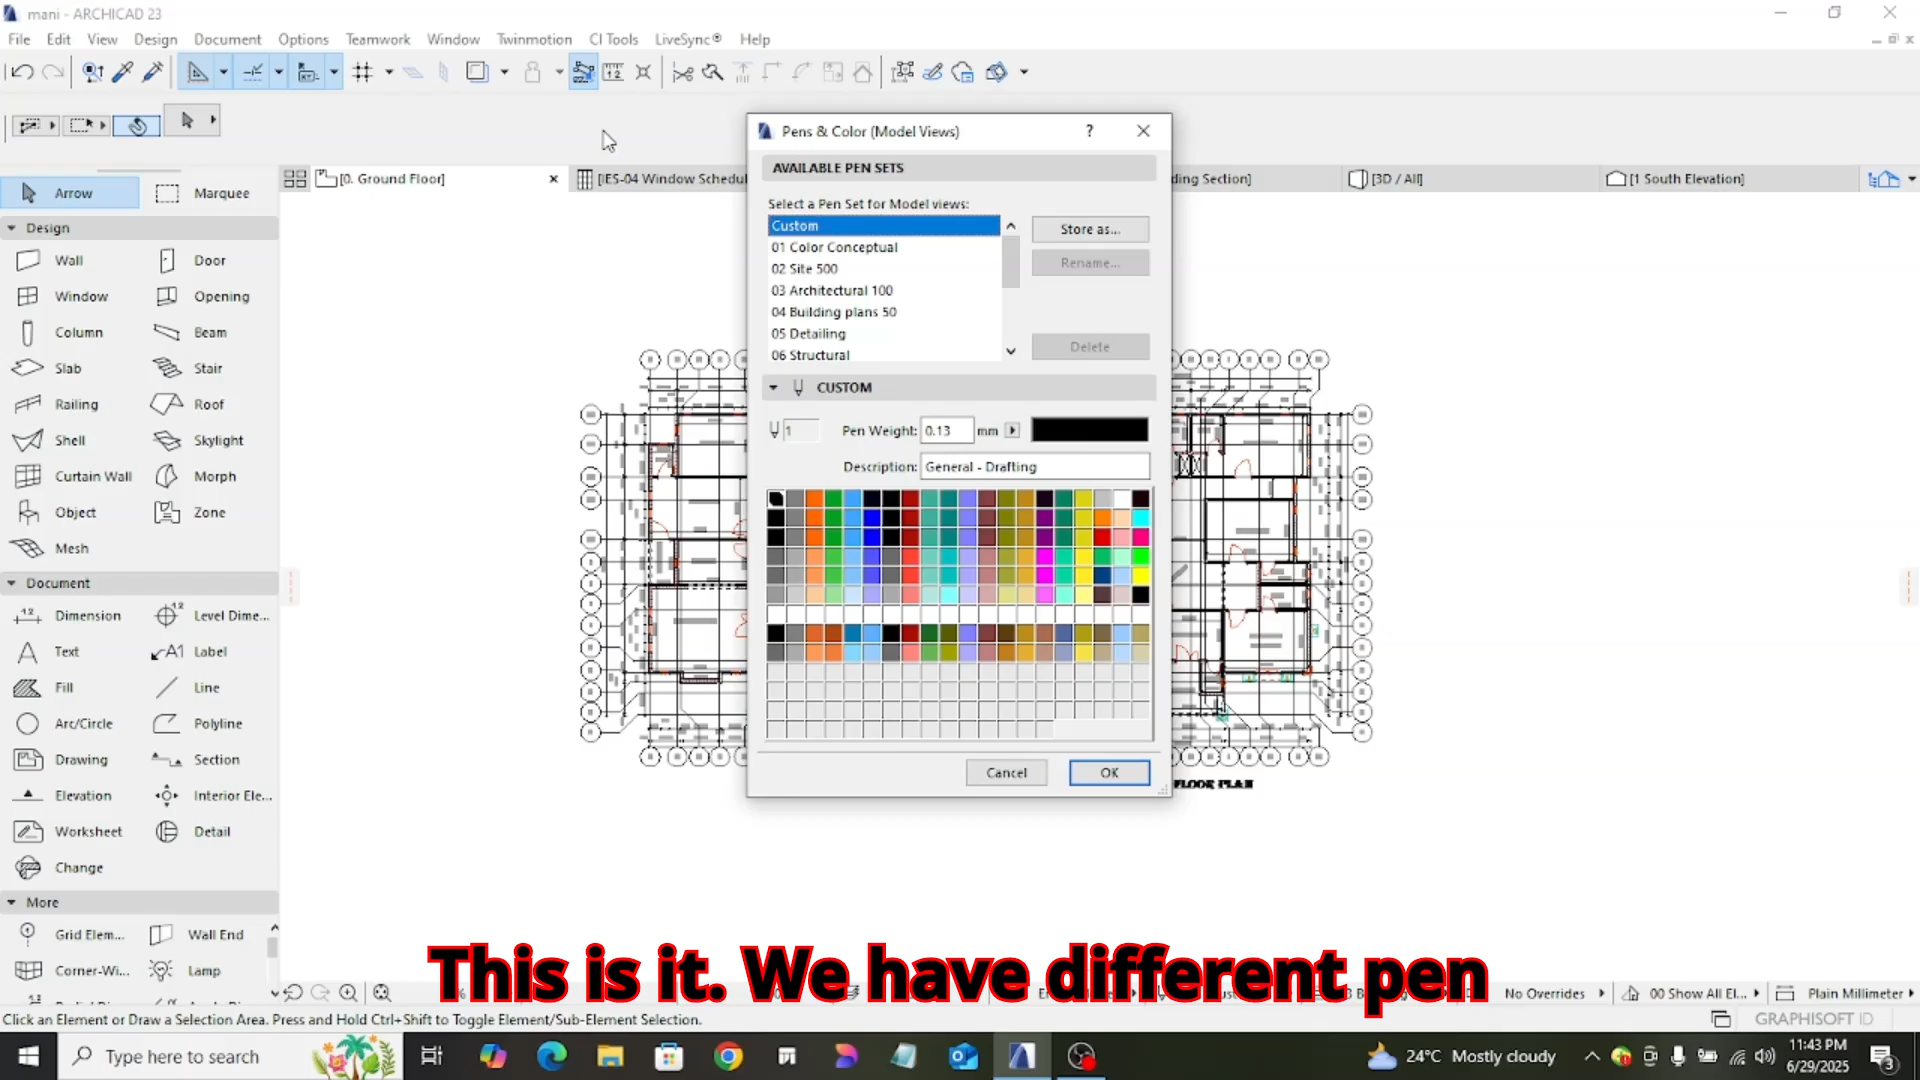 mani - ARCHICAD 23
File Edit View Design Document Options Teamwork Window Twinmotion CI Tools LiveSync® Help
[0. Ground Floor]
[IES-04 Window Schedul
ding Section]
[3D / All]
[1 South Elevation]
Arrow Marquee
Design
Wall Door
Window Opening
Column Beam
Slab Stair
Railing Roof
Shell Skylight
Curtain Wall Morph
Object Zone
Mesh
Document
Dimension Level Dime...
Text Label
Fill Line
Arc/Circle Polyline
Drawing Section
Elevation Interior Ele...
Worksheet Detail
Change
More
Grid Elem... Wall End
Corner-Wi... Lamp
Pens & Color (Model Views) ?
AVAILABLE PEN SETS
Select a Pen Set for Model views:
Custom
01 Color Conceptual
02 Site 500
03 Architectural 100
04 Building plans 50
05 Detailing
06 Structural
Store as...
Rename...
Delete
CUSTOM
1 Pen Weight: 0.13 mm
Description: General - Drafting
Cancel OK
FLOOR PLAN
This is it. We have different pen
No Overrides 00 Show All El... Plain Millimeter
Click an Element or Draw a Selection Area. Press and Hold Ctrl+Shift to Toggle Element/Sub-Element Selection.
GRAPHISOFT ID
Type here to search
24°C Mostly cloudy
11:43 PM
6/29/2025
3